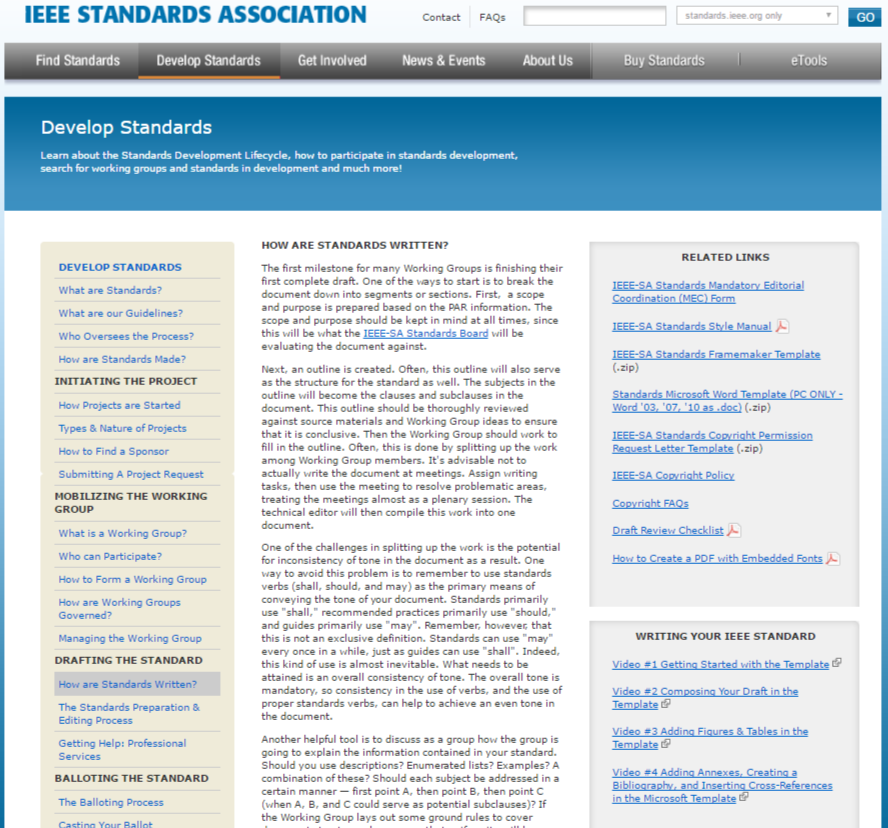 IEEE STANDARDS ASSOCIATION
Contact
FAQs
standards.ieee.org only
GO
Find Standards
Develop Standards
Get Involved
News & Events
About Us
Buy Standards
eTools
Develop Standards
Learn about the Standards Development Lifecycle, how to participate in standards development,
search for working groups and standards in development and much more!
DEVELOP STANDARDS
What are Standards?
What are our Guidelines?
Who Oversees the Process?
How are Standards Made?
INITIATING THE PROJECT
How Projects are Started
Types & Nature of Projects
How to Find a Sponsor
Submitting A Project Request
MOBILIZING THE WORKING
GROUP
What is a Working Group?
Who can Participate?
How to Form a Working Group
How are Working Groups
Governed?
Managing the Working Group
DRAFTING THE STANDARD
How are Standards Written?
The Standards Preparation &
Editing Process
Getting Help: Professional
Services
BALLOTING THE STANDARD
The Balloting Process
Casting Your Ballot
HOW ARE STANDARDS WRITTEN?
The first milestone for many Working Groups is finishing their
first complete draft. One of the ways to start is to break the
document down into segments or sections. First, a scope
and purpose is prepared based on the PAR information. The
scope and purpose should be kept in mind at all times, since
this will be what the IEEE-SA Standards Board will be
evaluating the document against.
Next, an outline is created. Often, this outline will also serve
as the structure for the standard as well. The subjects in the
outline will become the clauses and subclauses in the
document. This outline should be thoroughly reviewed
against source materials and Working Group ideas to ensure
that it is conclusive. Then the Working Group should work to
fill in the outline. Often, this is done by splitting up the work
among Working Group members. It's advisable not to
actually write the document at meetings. Assign writing
tasks, then use the meeting to resolve problematic areas,
treating the meetings almost as a plenary session. The
technical editor will then compile this work into one
document.
One of the challenges in splitting up the work is the potential
for inconsistency of tone in the document as a result. One
way to avoid this problem is to remember to use standards
verbs (shall, should, and may) as the primary means of
conveying the tone of your document. Standards primarily
use "shall," recommended practices primarily use "should,"
and guides primarily use "may". Remember, however, that
this is not an exclusive definition. Standards can use "may"
every once in a while, just as guides can use "shall". Indeed,
this kind of use is almost inevitable. What needs to be
attained is an overall consistency of tone. The overall tone is
mandatory, so consistency in the use of verbs, and the use of
proper standards verbs, can help to achieve an even tone in
the document.
Another helpful tool is to discuss as a group how the group is
going to explain the information contained in your standard.
Should you use descriptions? Enumerated lists? Examples? A
combination of these? Should each subject be addressed in a
certain manner — first point A, then point B, then point C
(when A, B, and C could serve as potential subclauses)? If
the Working Group lays out some ground rules to cover
RELATED LINKS
IEEE-SA Standards Mandatory Editorial
Coordination (MEC) Form
IEEE-SA Standards Style Manual
IEEE-SA Standards Framemaker Template
(.zip)
Standards Microsoft Word Template (PC ONLY -
Word '03, '07, '10 as .doc) (.zip)
IEEE-SA Standards Copyright Permission
Request Letter Template (.zip)
IEEE-SA Copyright Policy
Copyright FAQs
Draft Review Checklist
How to Create a PDF with Embedded Fonts
WRITING YOUR IEEE STANDARD
Video #1 Getting Started with the Template
Video #2 Composing Your Draft in the
Template
Video #3 Adding Figures & Tables in the
Template
Video #4 Adding Annexes, Creating a
Bibliography, and Inserting Cross-References
in the Microsoft Template